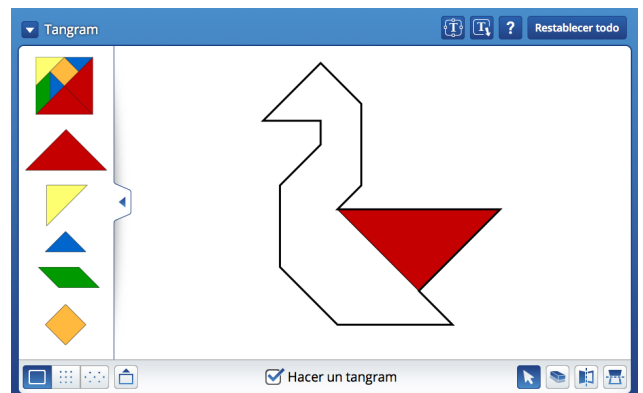 Tangram
T
T
?
Restablecer todo
Hacer un tangram